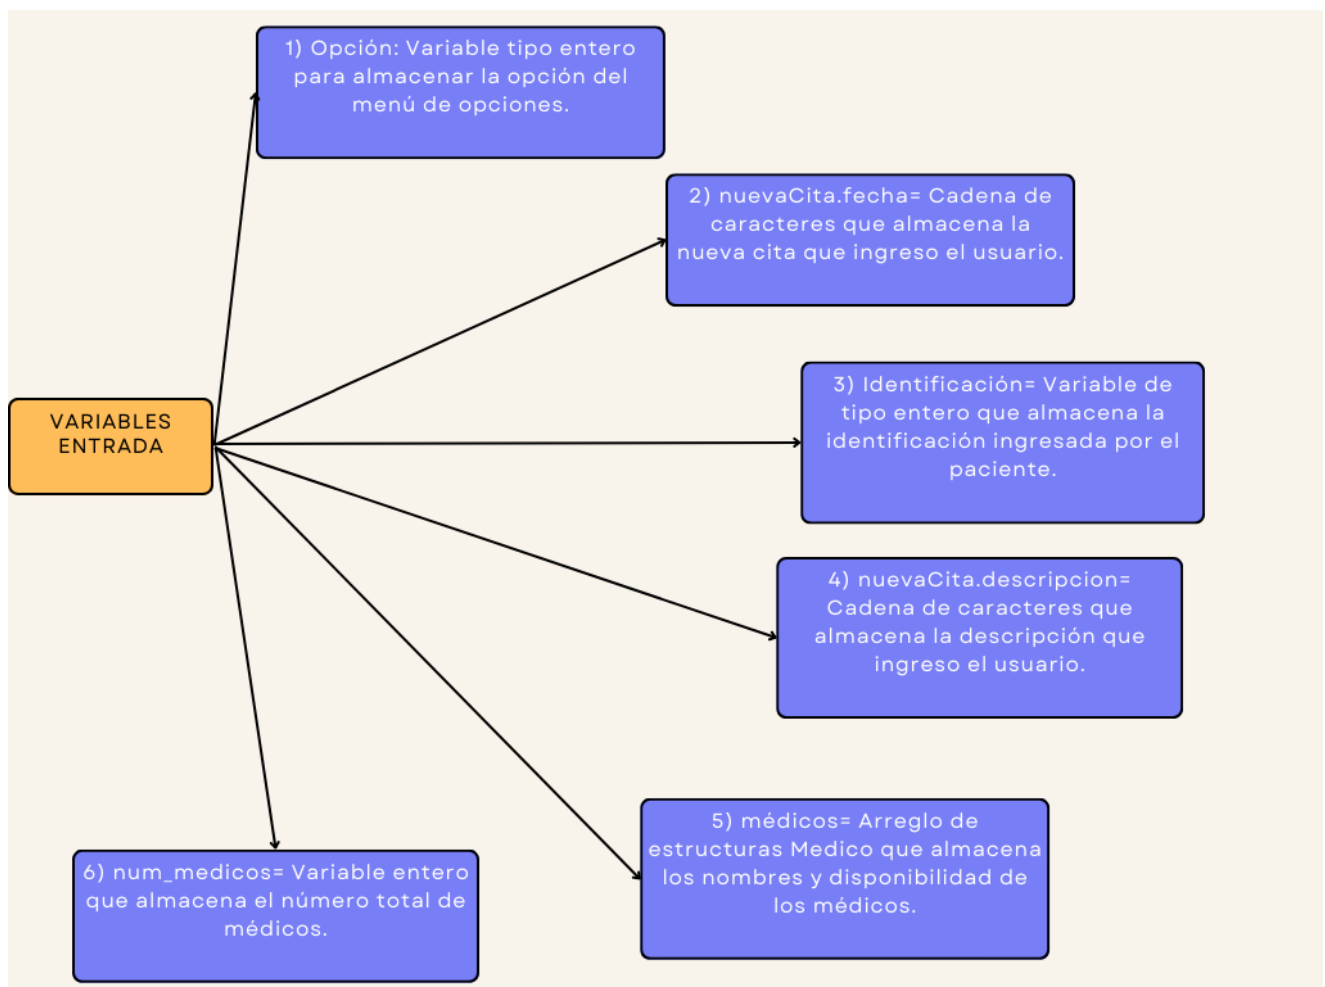 1) Opción: Variable tipo entero
para almacenar la opción del
menú de opciones.
2) nuevaCita.fecha= Cadena de
caracteres que almacena la
nueva cita que ingreso el usuario.
VARIABLES
ENTRADA
3) Identificación= Variable de
tipo entero que almacena la
identificación ingresada por el
paciente.
4) nuevaCita.descripcion=
Cadena de caracteres que
almacena la descripción que
ingreso el usuario.
5) médicos= Arreglo de
estructuras Medico que almacena
los nombres y disponibilidad de
los médicos.
6) num_medicos= Variable entero
que almacena el número total de
médicos.